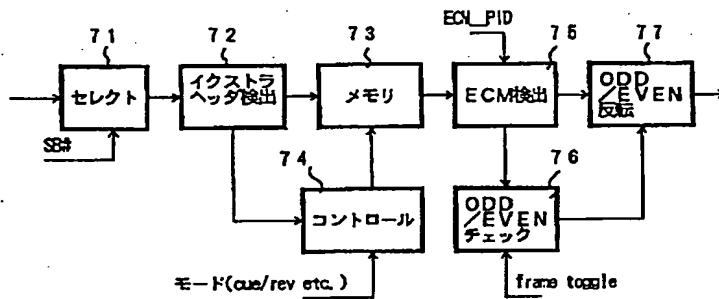 ECM_PID
71
72
73
75
77
セレクト
イクストラ
ヘッダ検出
メモリ
ECM検出
ODD
/EVEN
反転
SB#
74
76
コントロール
ODD
/EVEN
チェック
モード(cue/rev etc.)
frame toggle